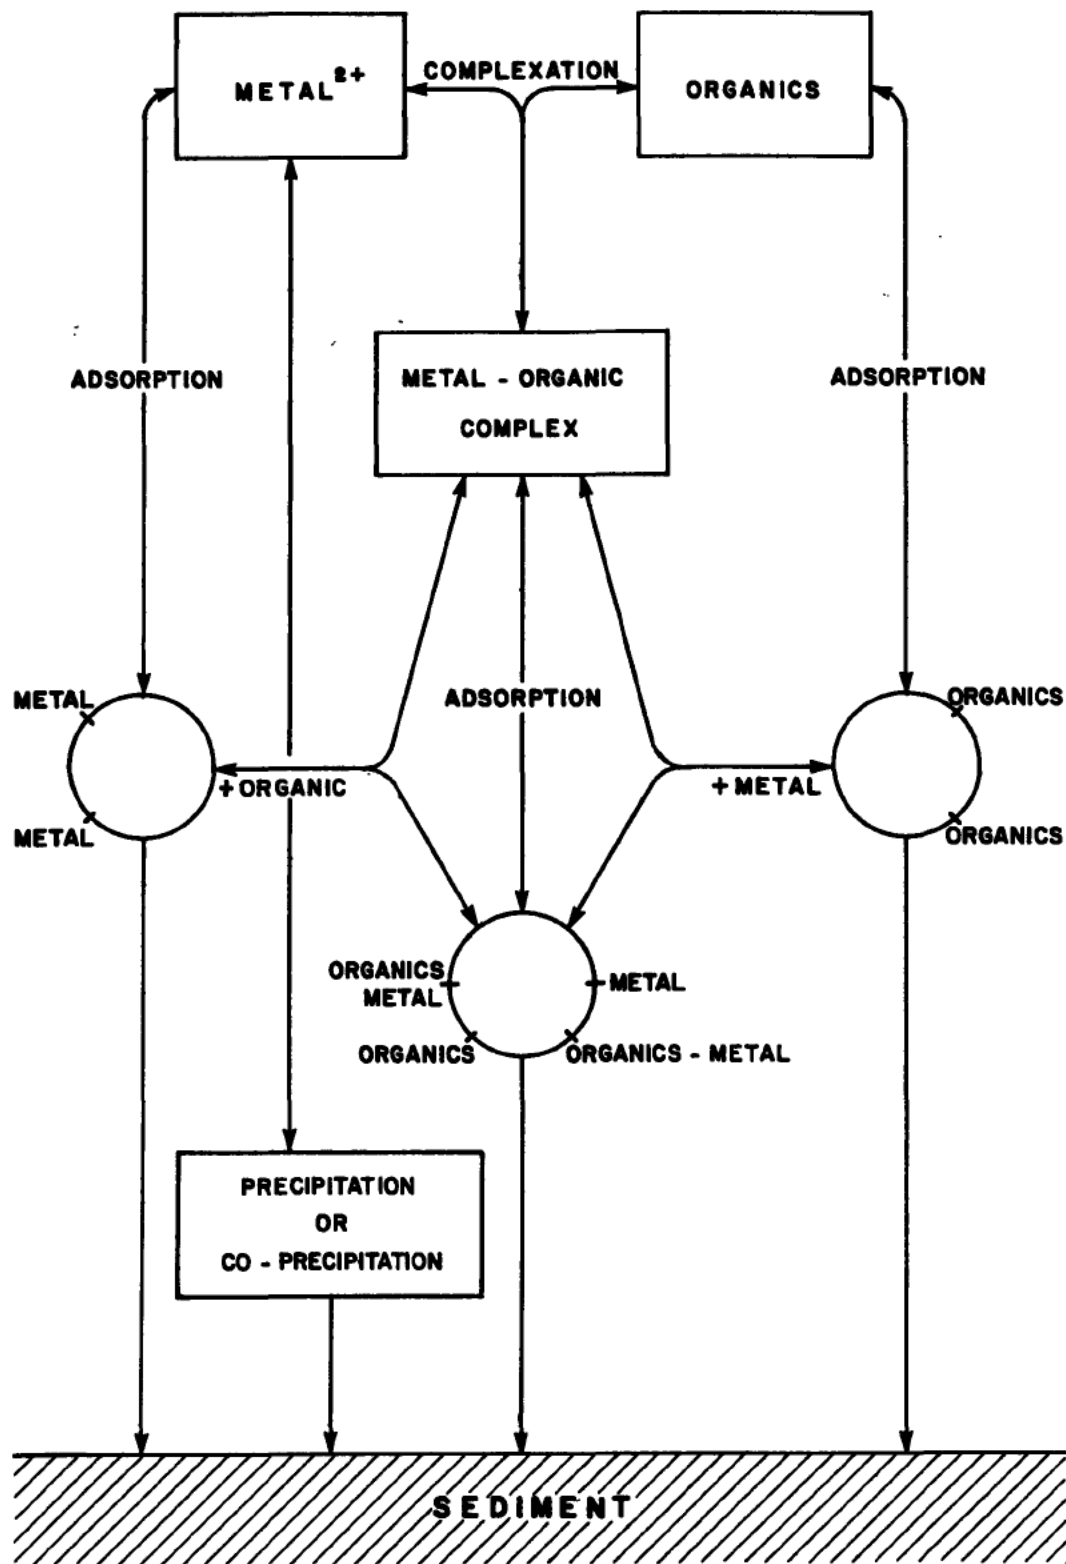 METAL²⁺
COMPLEXATION
ORGANICS
ADSORPTION
METAL - ORGANIC
COMPLEX
ADSORPTION
METAL
ADSORPTION
ORGANICS
+ ORGANIC
+ METAL
METAL
ORGANICS
ORGANICS
METAL
METAL
ORGANICS
ORGANICS - METAL
PRECIPITATION
OR
CO - PRECIPITATION
SEDIMENT